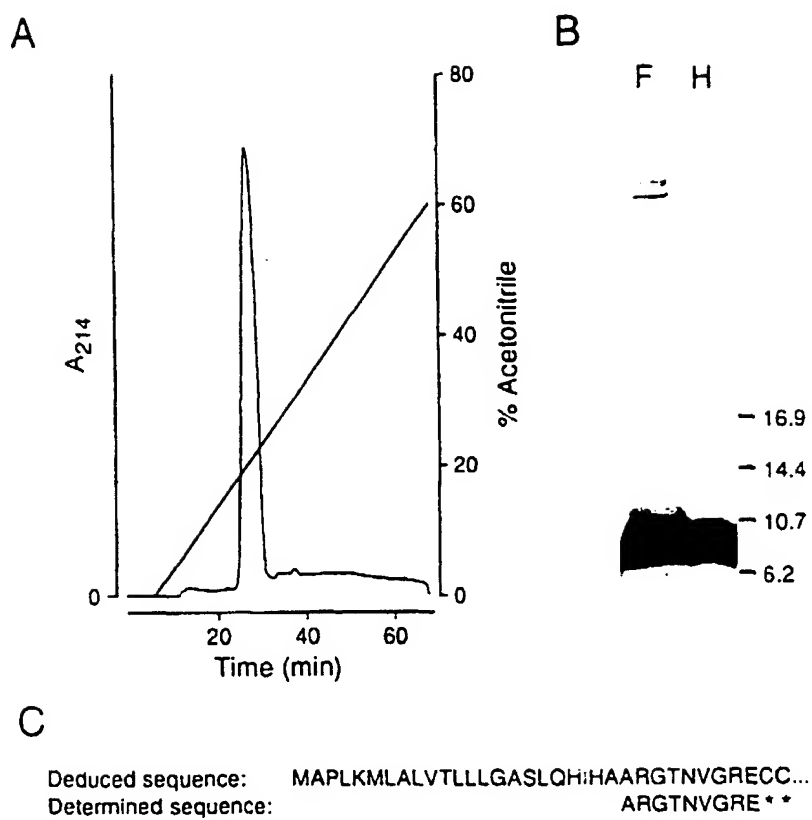 A
B
80
60
40
20
0
% Acetonitrile
A214
0
20
40
60
Time (min)
F H
16.9
14.4
10.7
6.2
C
Deduced sequence: MAPLKMLALVTLLLGASLQHIHAARGTNVGRECC...
Determined sequence: ARGTNVGRE**